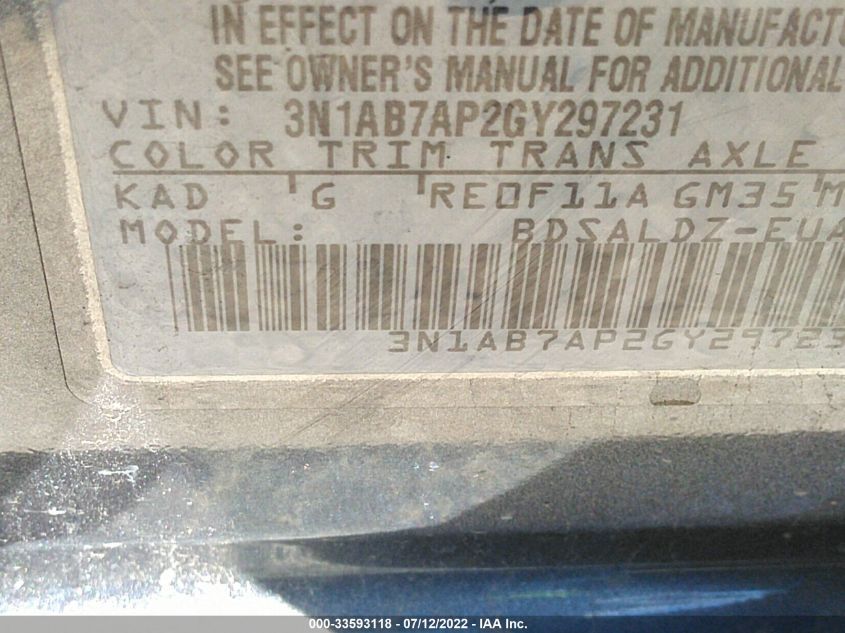 IN EFFECT ON THE DATE OF MANUFACTU
SEE OWNER'S MANUAL FOR ADDITIONAL
VIN: 3N1AB7AP2GY297231
COLOR TRIM TRANS AXLE
KAD G RE0F11A GM35 M
MODEL: BDSALDZ-EUA
3N1AB7AP2GY29723
000-33593118 - 07/12/2022 - IAA Inc.